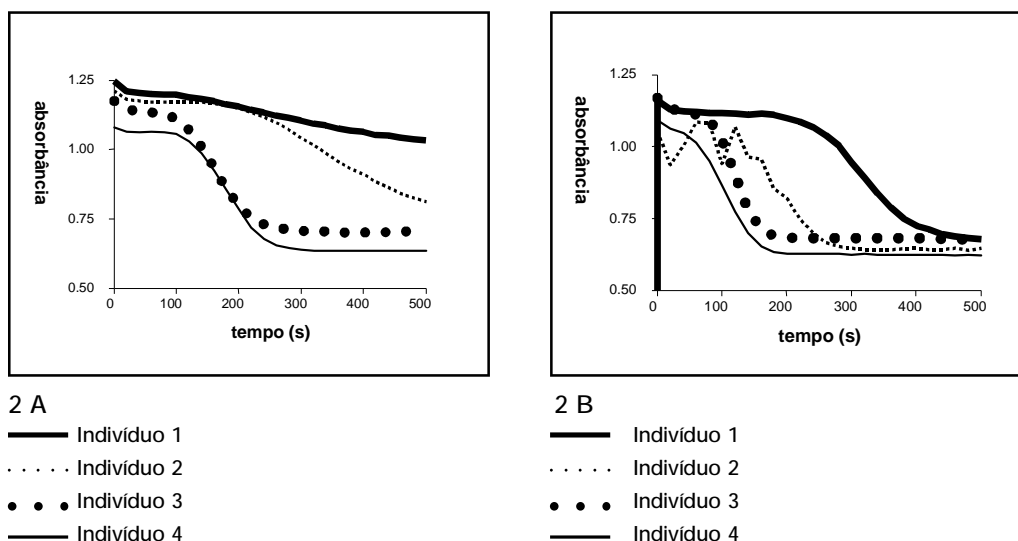 1.25
1.00
0.75
0.50
absorbância
0 100 200 300 400 500
tempo (s)
2 A
Indivíduo 1
Indivíduo 2
Indivíduo 3
Indivíduo 4
1.25
1.00
0.75
0.50
absorbância
0 100 200 300 400 500
tempo (s)
2 B
Indivíduo 1
Indivíduo 2
Indivíduo 3
Indivíduo 4